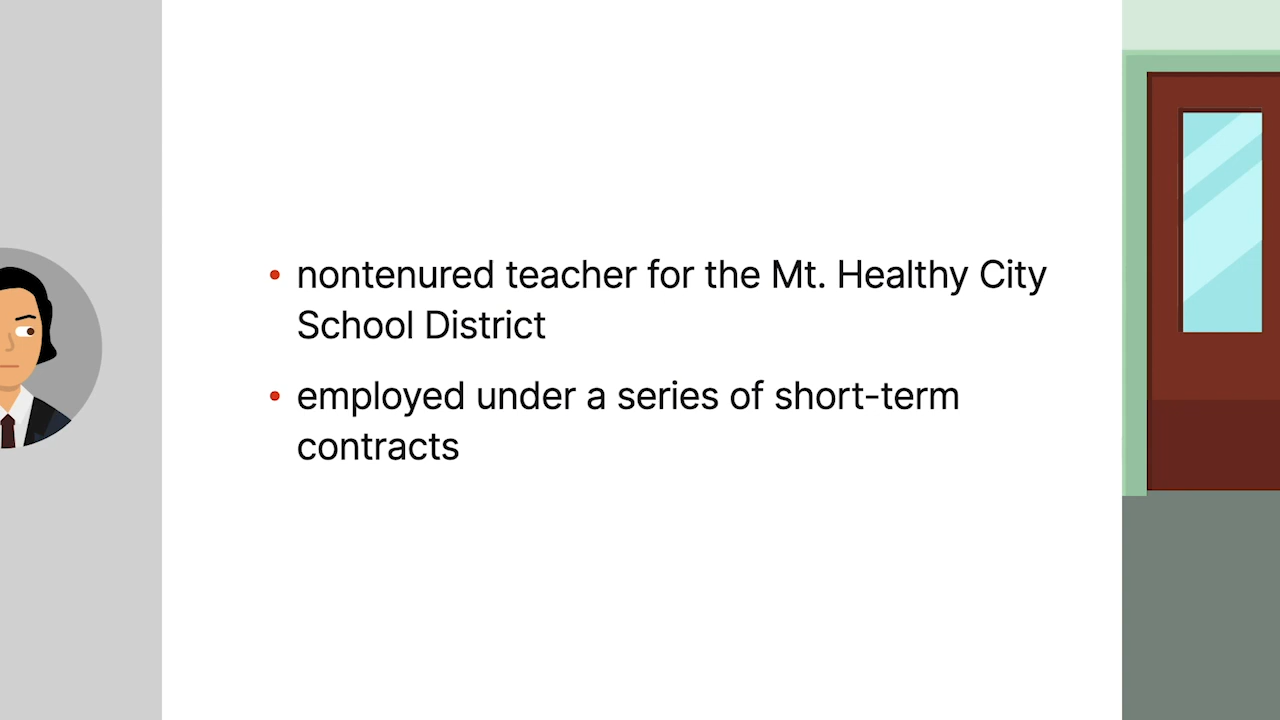 • nontenured teacher for the Mt. Healthy City
School District
• employed under a series of short-term
contracts